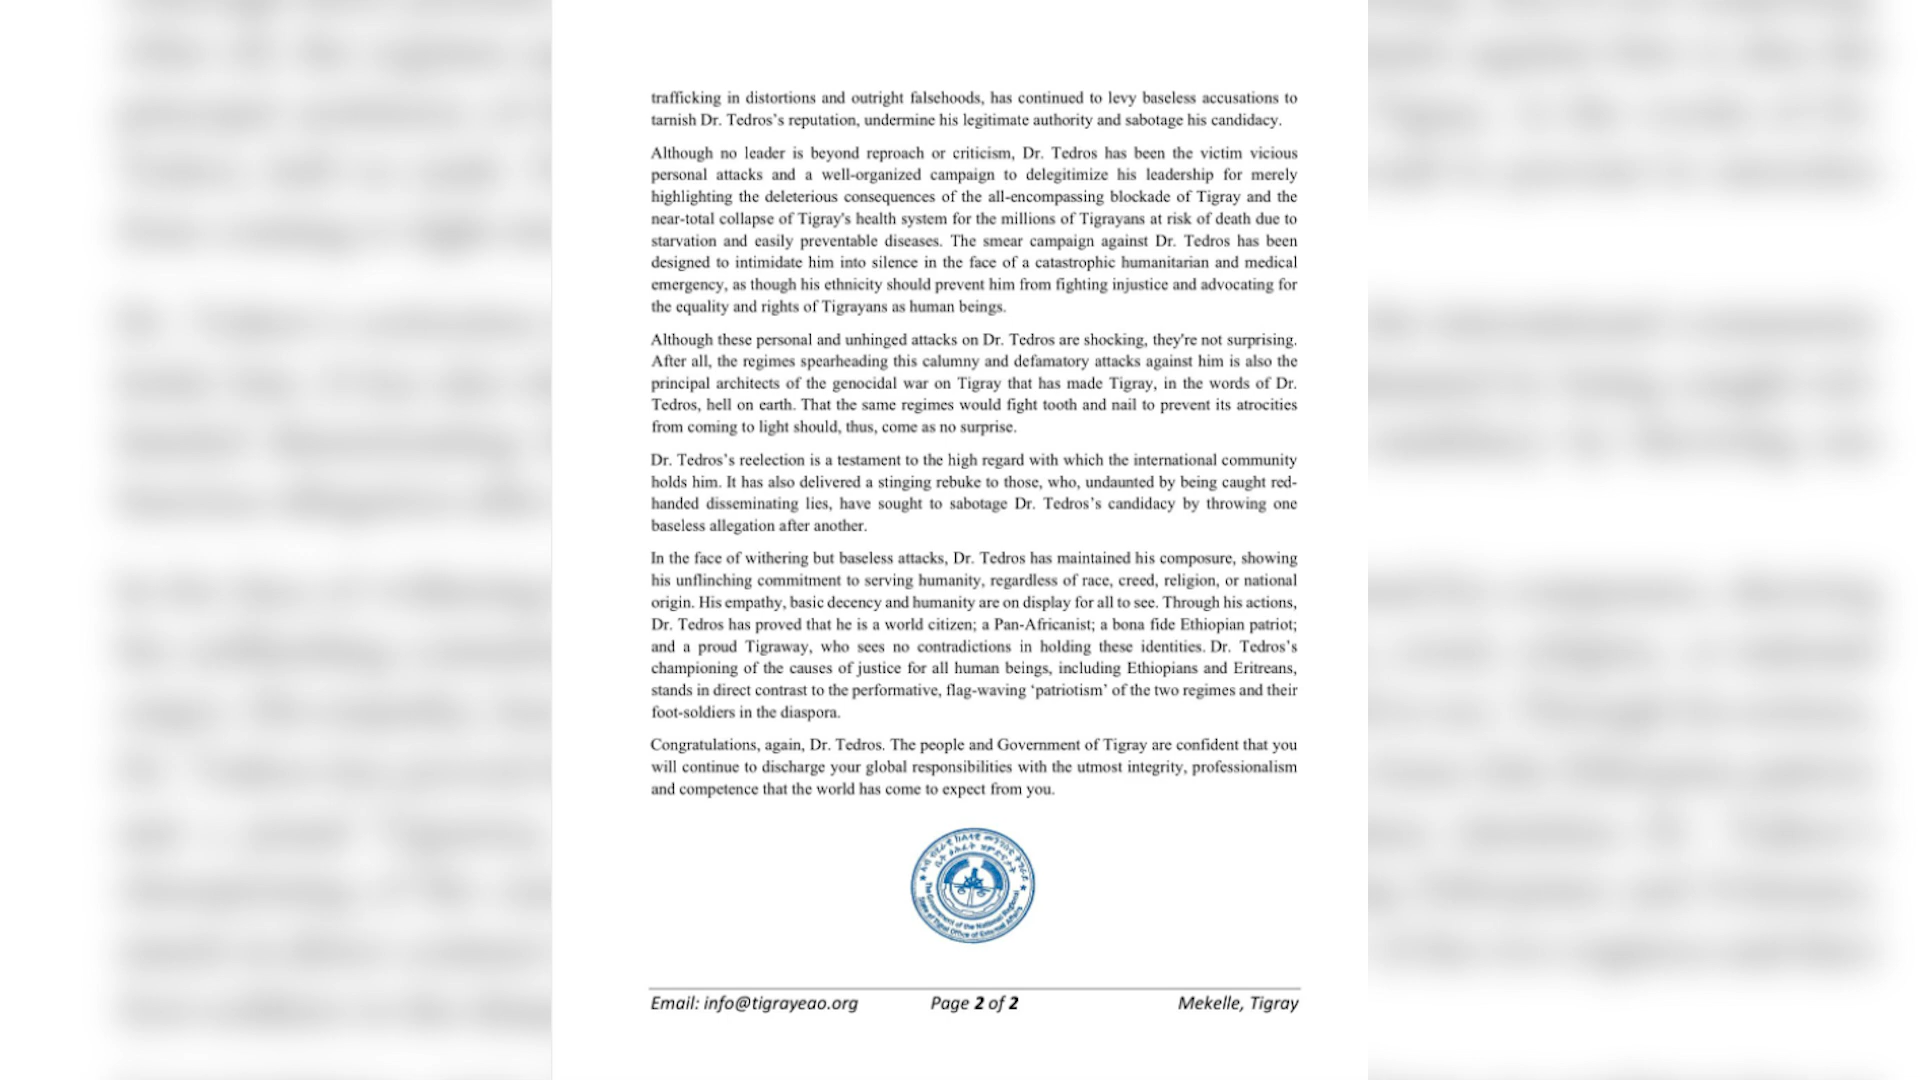 trafficking in distortions and outright falsehoods, has continued to levy baseless accusations to
tarnish Dr. Tedros's reputation, undermine his legitimate authority and sabotage his candidacy.
Although no leader is beyond reproach or criticism, Dr. Tedros has been the victim vicious
personal attacks and a well-organized campaign to delegitimize his leadership for merely
highlighting the deleterious consequences of the all-encompassing blockade of Tigray and the
near-total collapse of Tigray's health system for the millions of Tigrayans at risk of death due to
starvation and easily preventable diseases. The smear campaign against Dr. Tedros has been
designed to intimidate him into silence in the face of a catastrophic humanitarian and medical
emergency, as though his ethnicity should prevent him from fighting injustice and advocating for
the equality and rights of Tigrayans as human beings.
Although these personal and unhinged attacks on Dr. Tedros are shocking, they're not surprising.
After all, the regimes spearheading this calumny and defamatory attacks against him is also the
principal architects of the genocidal war on Tigray that has made Tigray, in the words of Dr.
Tedros, hell on earth. That the same regimes would fight tooth and nail to prevent its atrocities
from coming to light should, thus, come as no surprise.
Dr. Tedros's reelection is a testament to the high regard with which the international community
holds him. It has also delivered a stinging rebuke to those, who, undaunted by being caught red-
handed disseminating lies, have sought to sabotage Dr. Tedros's candidacy by throwing one
baseless allegation after another.
In the face of withering but baseless attacks, Dr. Tedros has maintained his composure, showing
his unflinching commitment to serving humanity, regardless of race, creed, religion, or national
origin. His empathy, basic decency and humanity are on display for all to see. Through his actions,
Dr. Tedros has proved that he is a world citizen; a Pan-Africanist; a bona fide Ethiopian patriot;
and a proud Tigraway, who sees no contradictions in holding these identities. Dr. Tedros's
championing of the causes of justice for all human beings, including Ethiopians and Eritreans,
stands in direct contrast to the performative, flag-waving ‘patriotism’ of the two regimes and their
foot-soldiers in the diaspora.
Congratulations, again, Dr. Tedros. The people and Government of Tigray are confident that you
will continue to discharge your global responsibilities with the utmost integrity, professionalism
and competence that the world has come to expect from you.
The Government of the National Regional
State of Tigrai Office of External Affairs
Email: info@tigrayeao.org Page 2 of 2 Mekelle, Tigray